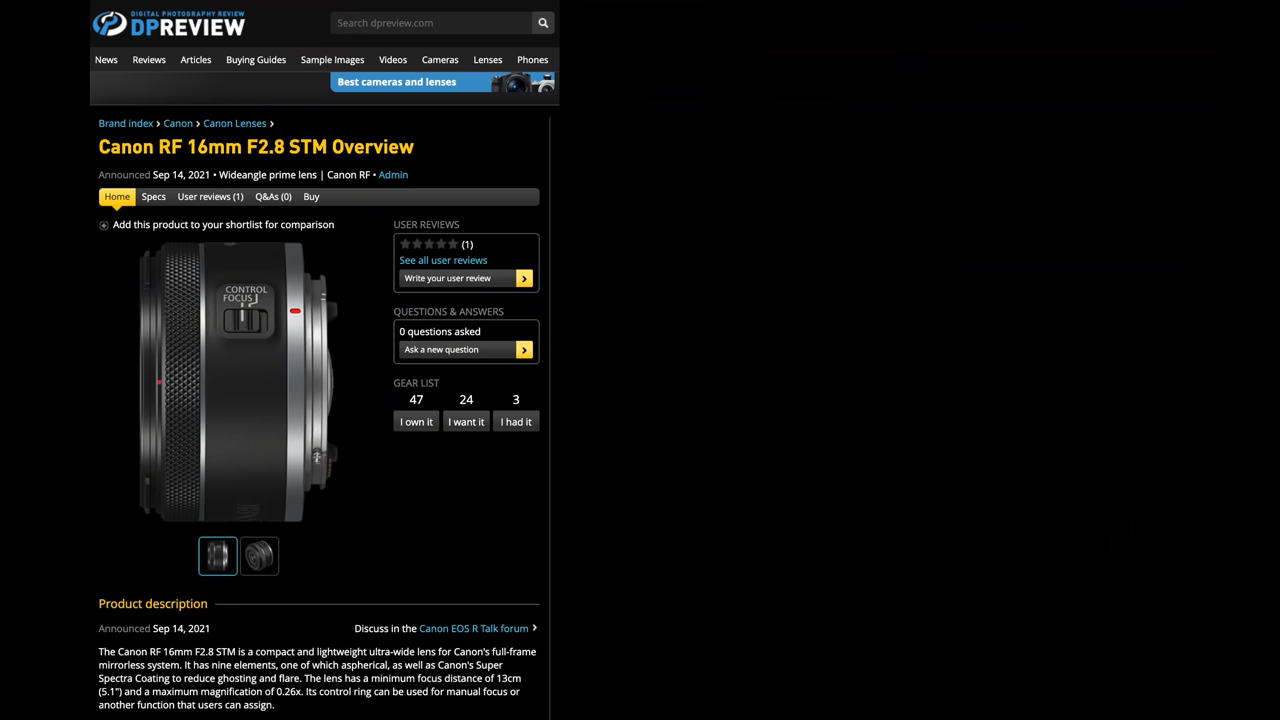 DIGITAL PHOTOGRAPHY REVIEW
DPREVIEW
Search dpreview.com
News Reviews Articles Buying Guides Sample Images Videos Cameras Lenses Phones
Best cameras and lenses
Brand index › Canon › Canon Lenses ›
Canon RF 16mm F2.8 STM Overview
Announced Sep 14, 2021 • Wideangle prime lens | Canon RF • Admin
Home Specs User reviews (1) Q&As (0) Buy
Add this product to your shortlist for comparison
CONTROL
FOCUS
USER REVIEWS
(1)
See all user reviews
Write your user review
QUESTIONS & ANSWERS
0 questions asked
Ask a new question
GEAR LIST
47 24 3
I own it I want it I had it
Product description
Announced Sep 14, 2021 Discuss in the Canon EOS R Talk forum
The Canon RF 16mm F2.8 STM is a compact and lightweight ultra-wide lens for Canon's full-frame
mirrorless system. It has nine elements, one of which aspherical, as well as Canon's Super
Spectra Coating to reduce ghosting and flare. The lens has a minimum focus distance of 13cm
(5.1") and a maximum magnification of 0.26x. Its control ring can be used for manual focus or
another function that users can assign.